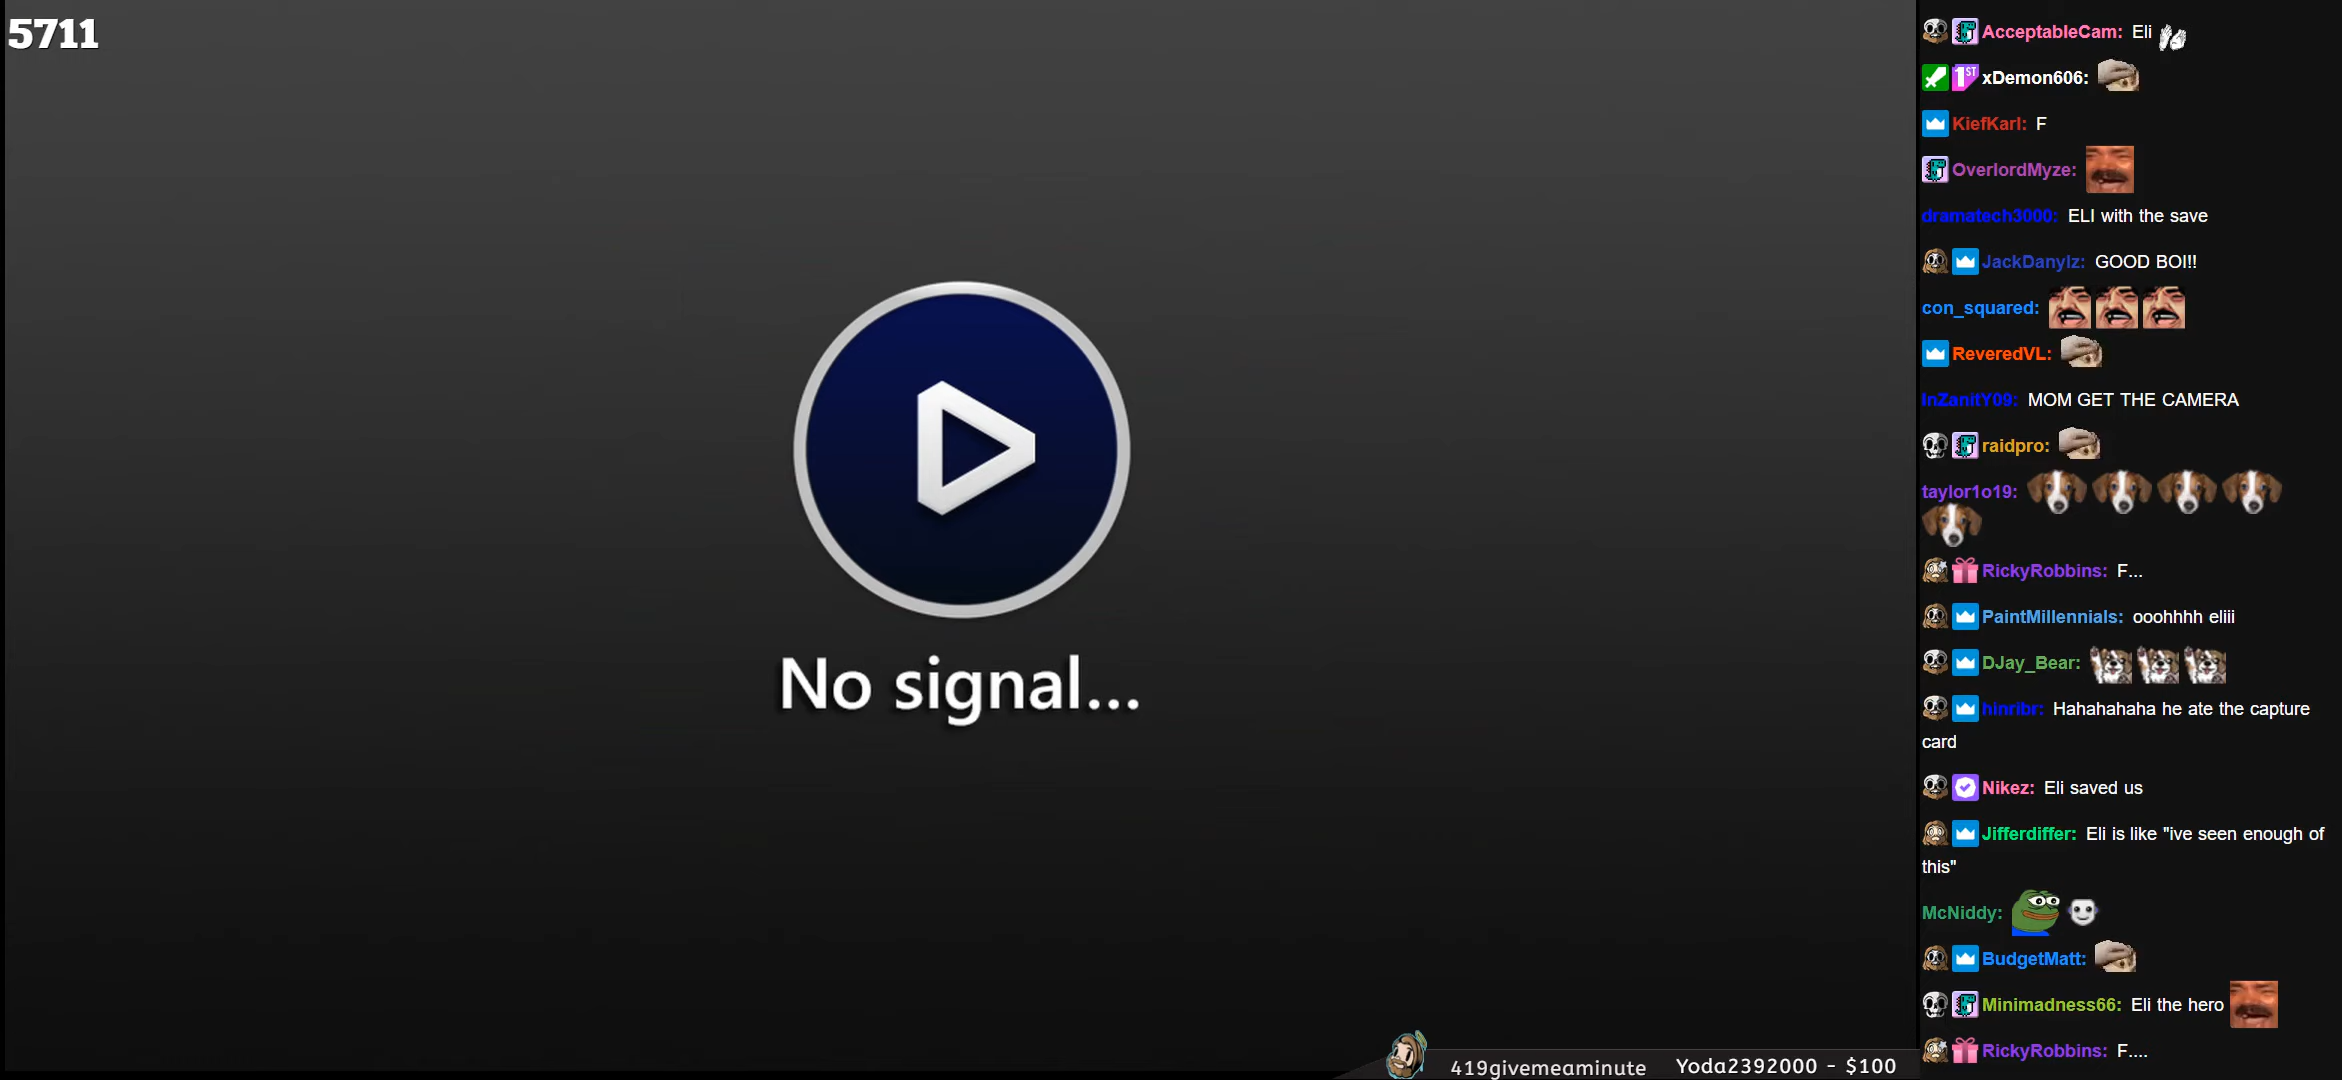 5711
No signal...
419givemeaminute Yoda2392000 - $100
AcceptableCam: Eli
1ST xDemon606:
KiefKarl: F
OverlordMyze:
dramatech3000: ELI with the save
JackDanylz: GOOD BOI!!
con_squared:
ReveredVL:
InZanitY09: MOM GET THE CAMERA
raidpro:
taylor1o19:
RickyRobbins: F...
PaintMillennials: ooohhhh eliii
DJay_Bear:
hinribr: Hahahahaha he ate the capture
card
Nikez: Eli saved us
Jifferdiffer: Eli is like "ive seen enough of
this"
McNiddy:
BudgetMatt:
Minimadness66: Eli the hero
RickyRobbins: F....